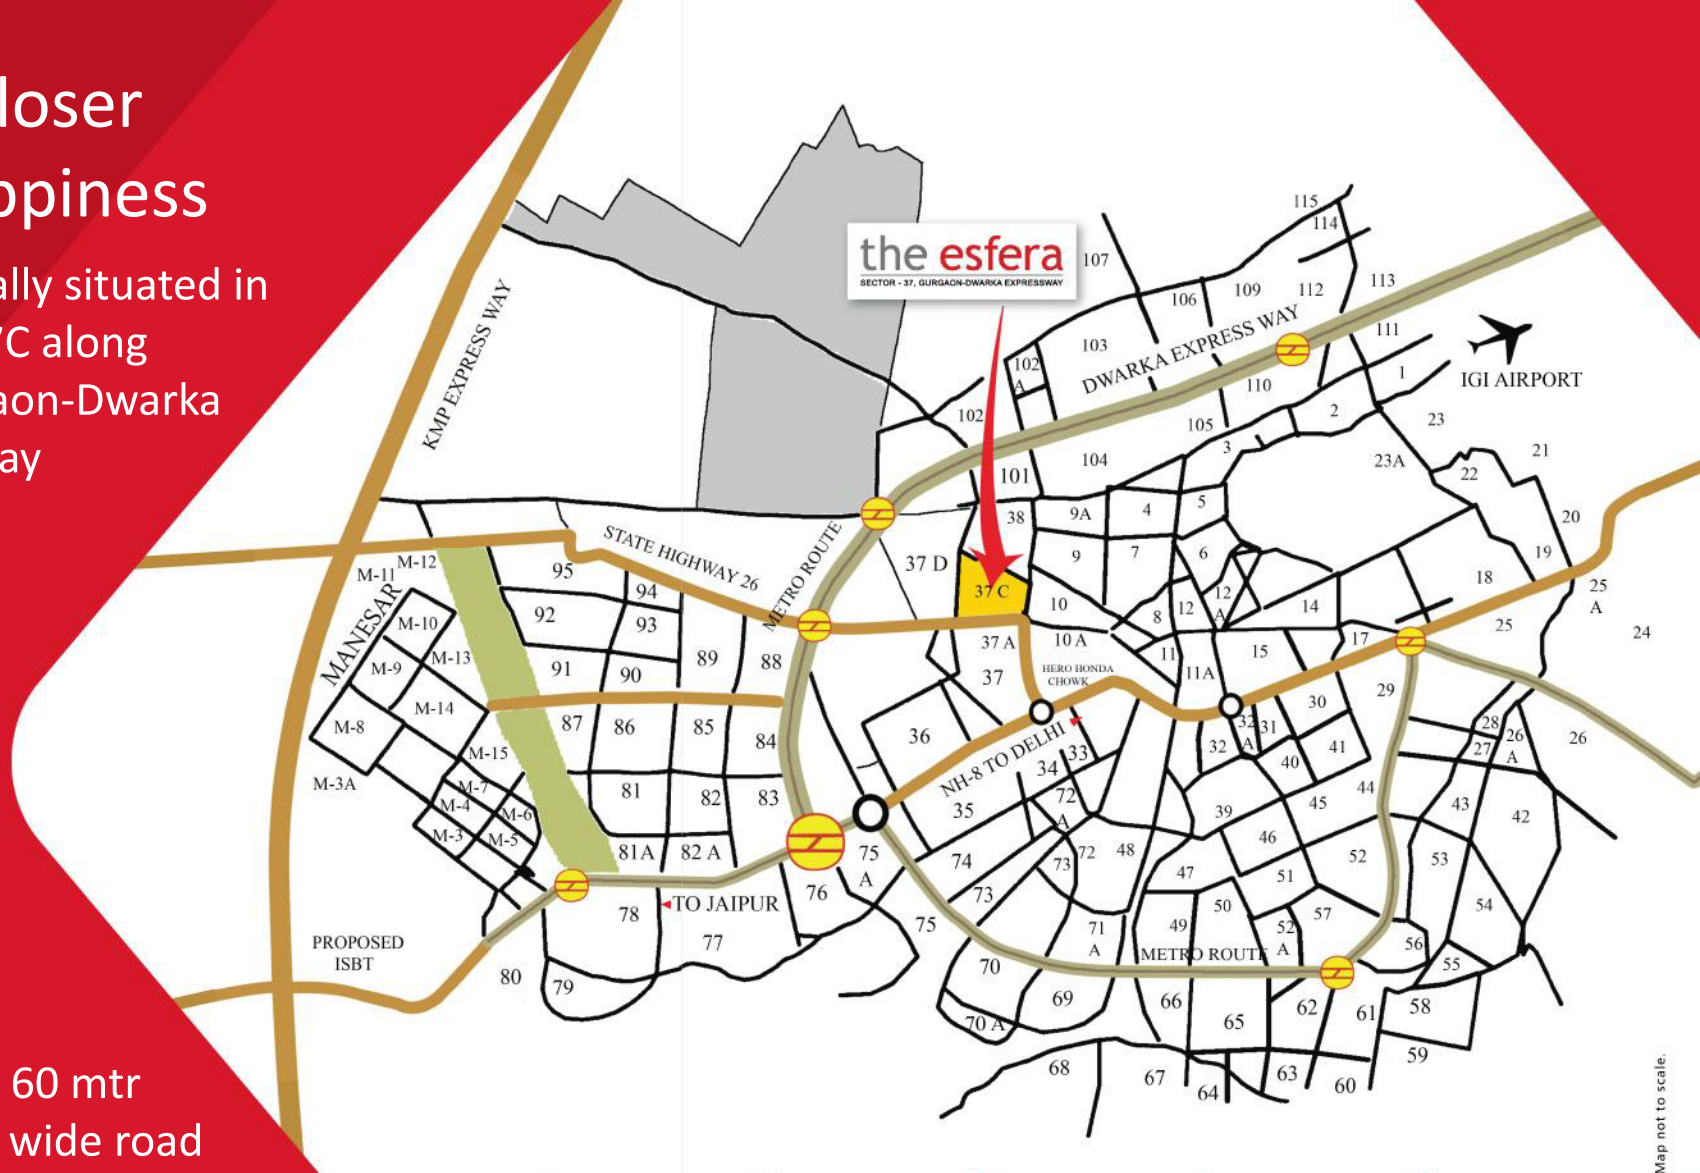 loser
ppiness
ally situated in
7C along
aon-Dwarka
ay
60 mtr
wide road
the esfera
SECTOR - 37, GURGAON-DWARKA EXPRESSWAY
KMP EXPRESS WAY
STATE HIGHWAY 26
METRO ROUTE
DWARKA EXPRESS WAY
IGI AIRPORT
115
114
107
113
106
109
112
111
103
102
A
110
1
102
105
2
23
3
104
23A
21
22
101
5
38
9A
4
20
37 D
9
7
6
19
M-12
M-11
95
94
37 C
18
25
A
MANESAR
92
93
10
8
12
12
A
14
M-10
25
24
M-13
89
88
37 A
10 A
11
15
17
M-9
91
90
37
HERO HONDA
CHOWK
11A
29
30
M-14
M-8
87
86
85
84
36
32
A
31
28
26
A
26
27
M-15
NH-8 TO DELHI
33
32
41
40
34
M-3A
M-7
81
82
83
72
A
44
M-4
M-6
35
39
45
43
42
M-3
M-5
46
81A
82 A
75
A
74
73
72
48
52
53
47
51
76
73
50
54
78
TO JAIPUR
75
71
A
49
52
A
57
PROPOSED
ISBT
77
METRO ROUTE
56
55
80
79
70
69
66
62
61
58
70 A
65
59
68
67
64
63
60
Map not to scale.